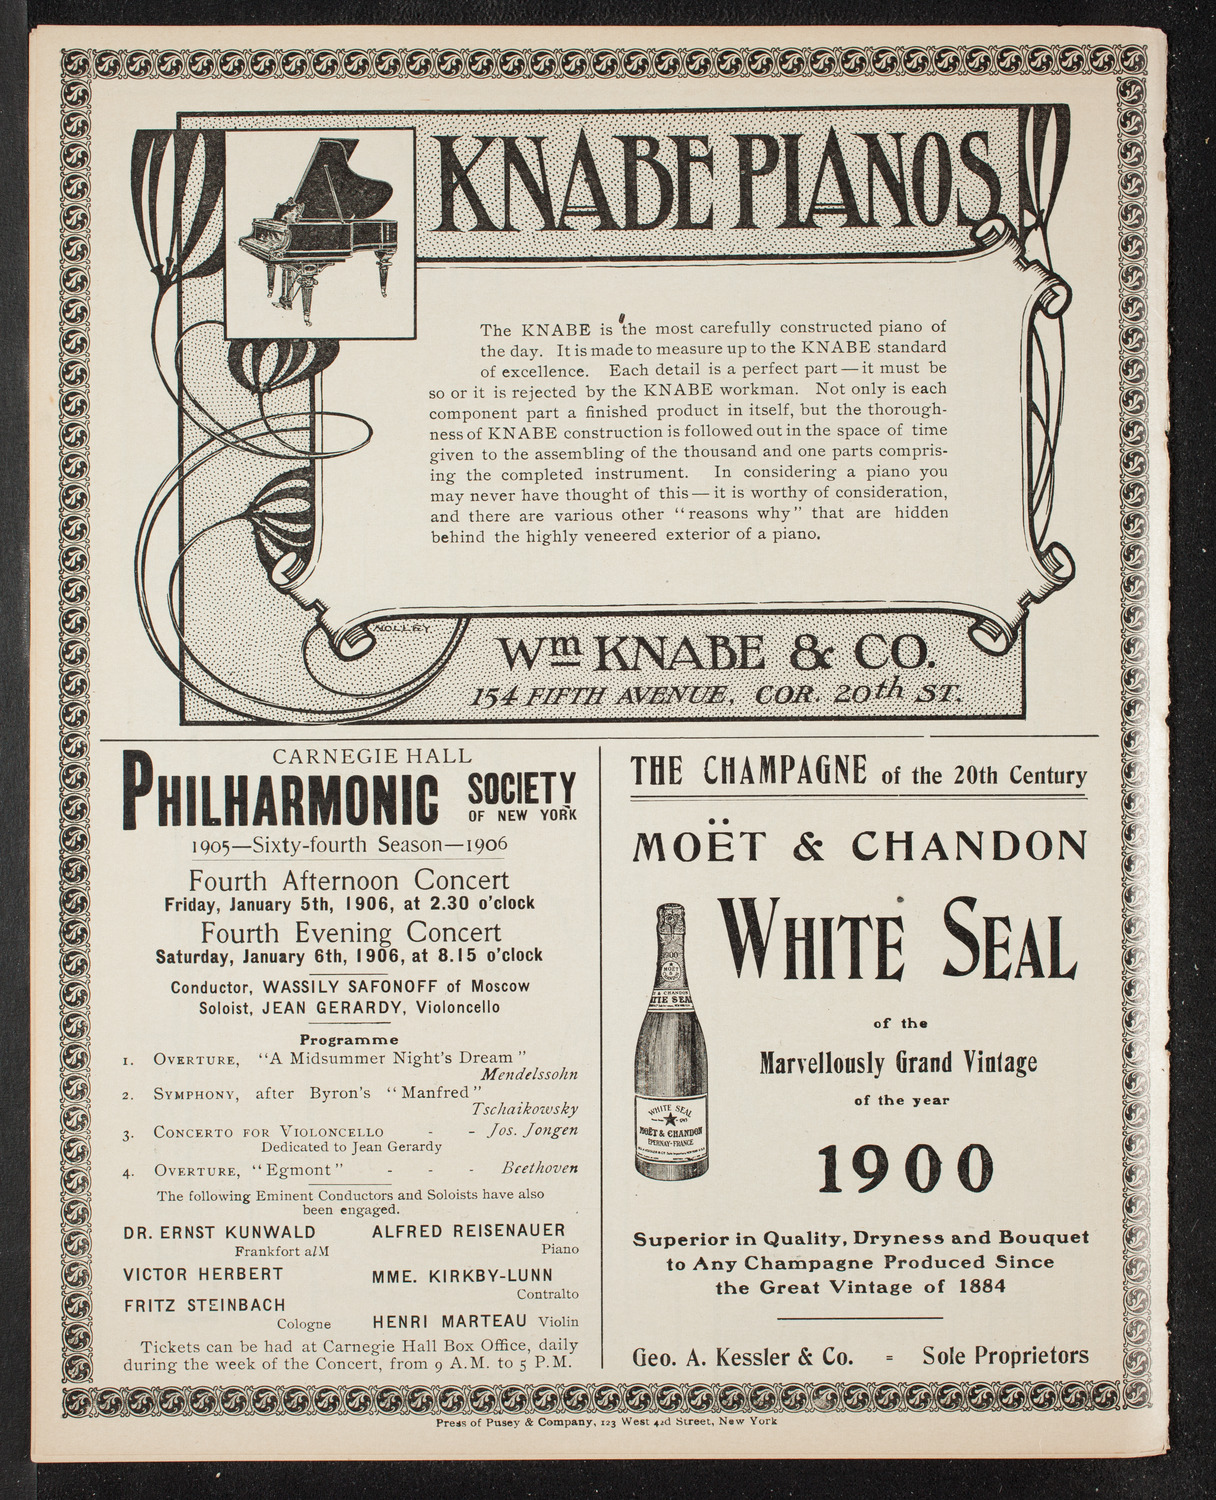 KNABE PIANOS
The KNABE is the most carefully constructed piano of
the day. It is made to measure up to the KNABE standard
of excellence. Each detail is a perfect part — it must be
so or it is rejected by the KNABE workman. Not only is each
component part a finished product in itself, but the thorough-
ness of KNABE construction is followed out in the space of time
given to the assembling of the thousand and one parts compris-
ing the completed instrument. In considering a piano you
may never have thought of this — it is worthy of consideration,
and there are various other "reasons why" that are hidden
behind the highly veneered exterior of a piano.
NOLLEY
Wm KNABE & CO.
154 FIFTH AVENUE, COR. 20th ST.
CARNEGIE HALL
PHILHARMONIC SOCIETY
OF NEW YORK
1905—Sixty-fourth Season—1906
Fourth Afternoon Concert
Friday, January 5th, 1906, at 2.30 o'clock
Fourth Evening Concert
Saturday, January 6th, 1906, at 8.15 o'clock
Conductor, WASSILY SAFONOFF of Moscow
Soloist, JEAN GERARDY, Violoncello
Programme
1. OVERTURE, "A Midsummer Night's Dream"
Mendelssohn
2. SYMPHONY, after Byron's "Manfred"
Tschaikowsky
3. CONCERTO FOR VIOLONCELLO - - Jos. Jongen
Dedicated to Jean Gerardy
4. OVERTURE, "Egmont" - - - Beethoven
The following Eminent Conductors and Soloists have also
been engaged.
DR. ERNST KUNWALD
Frankfort a/M
VICTOR HERBERT
FRITZ STEINBACH
Cologne
ALFRED REISENAUER
Piano
MME. KIRKBY-LUNN
Contralto
HENRI MARTEAU Violin
Tickets can be had at Carnegie Hall Box Office, daily
during the week of the Concert, from 9 A.M. to 5 P.M.
THE CHAMPAGNE of the 20th Century
MOËT & CHANDON
WHITE SEAL
1900
MOËT
& CHANDON
WHITE SEAL
WHITE SEAL
MOËT & CHANDON
EPERNAY-FRANCE
of the
Marvellously Grand Vintage
of the year
1900
Superior in Quality, Dryness and Bouquet
to Any Champagne Produced Since
the Great Vintage of 1884
Geo. A. Kessler & Co. = Sole Proprietors
Press of Pusey & Company, 123 West 42d Street, New York